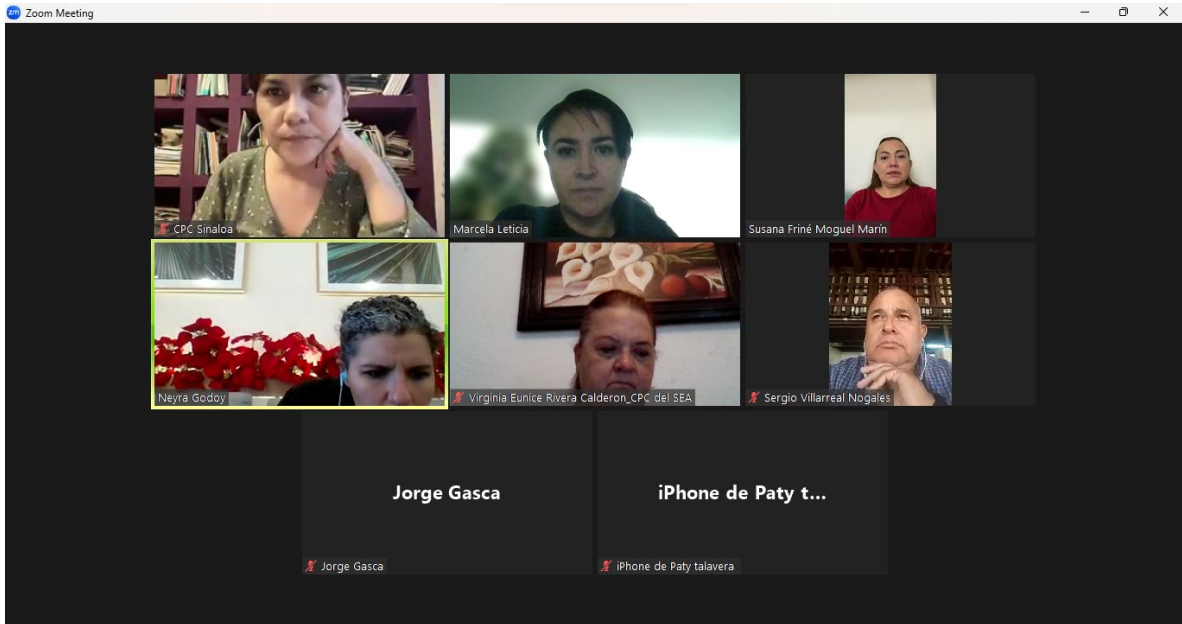 zm Zoom Meeting
CPC Sinaloa
Marcela Leticia
Susana Friné Moguel Marín
Neyra Godoy
Virginia Eunice Rivera Calderon_CPC del SEA
Sergio Villarreal Nogales
Jorge Gasca
iPhone de Paty t...
Jorge Gasca
iPhone de Paty talavera